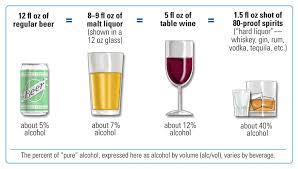 12 fl oz of
regular beer
=
8–9 fl oz of
malt liquor
(shown in a
12 oz glass)
=
5 fl oz of
table wine
=
1.5 fl oz shot of
80-proof spirits
("hard liquor"—
whiskey, gin, rum,
vodka, tequila, etc.)
Beer
about 5%
alcohol
about 7%
alcohol
about 12%
alcohol
about 40%
alcohol
The percent of "pure" alcohol, expressed here as alcohol by volume (alc/vol), varies by beverage.